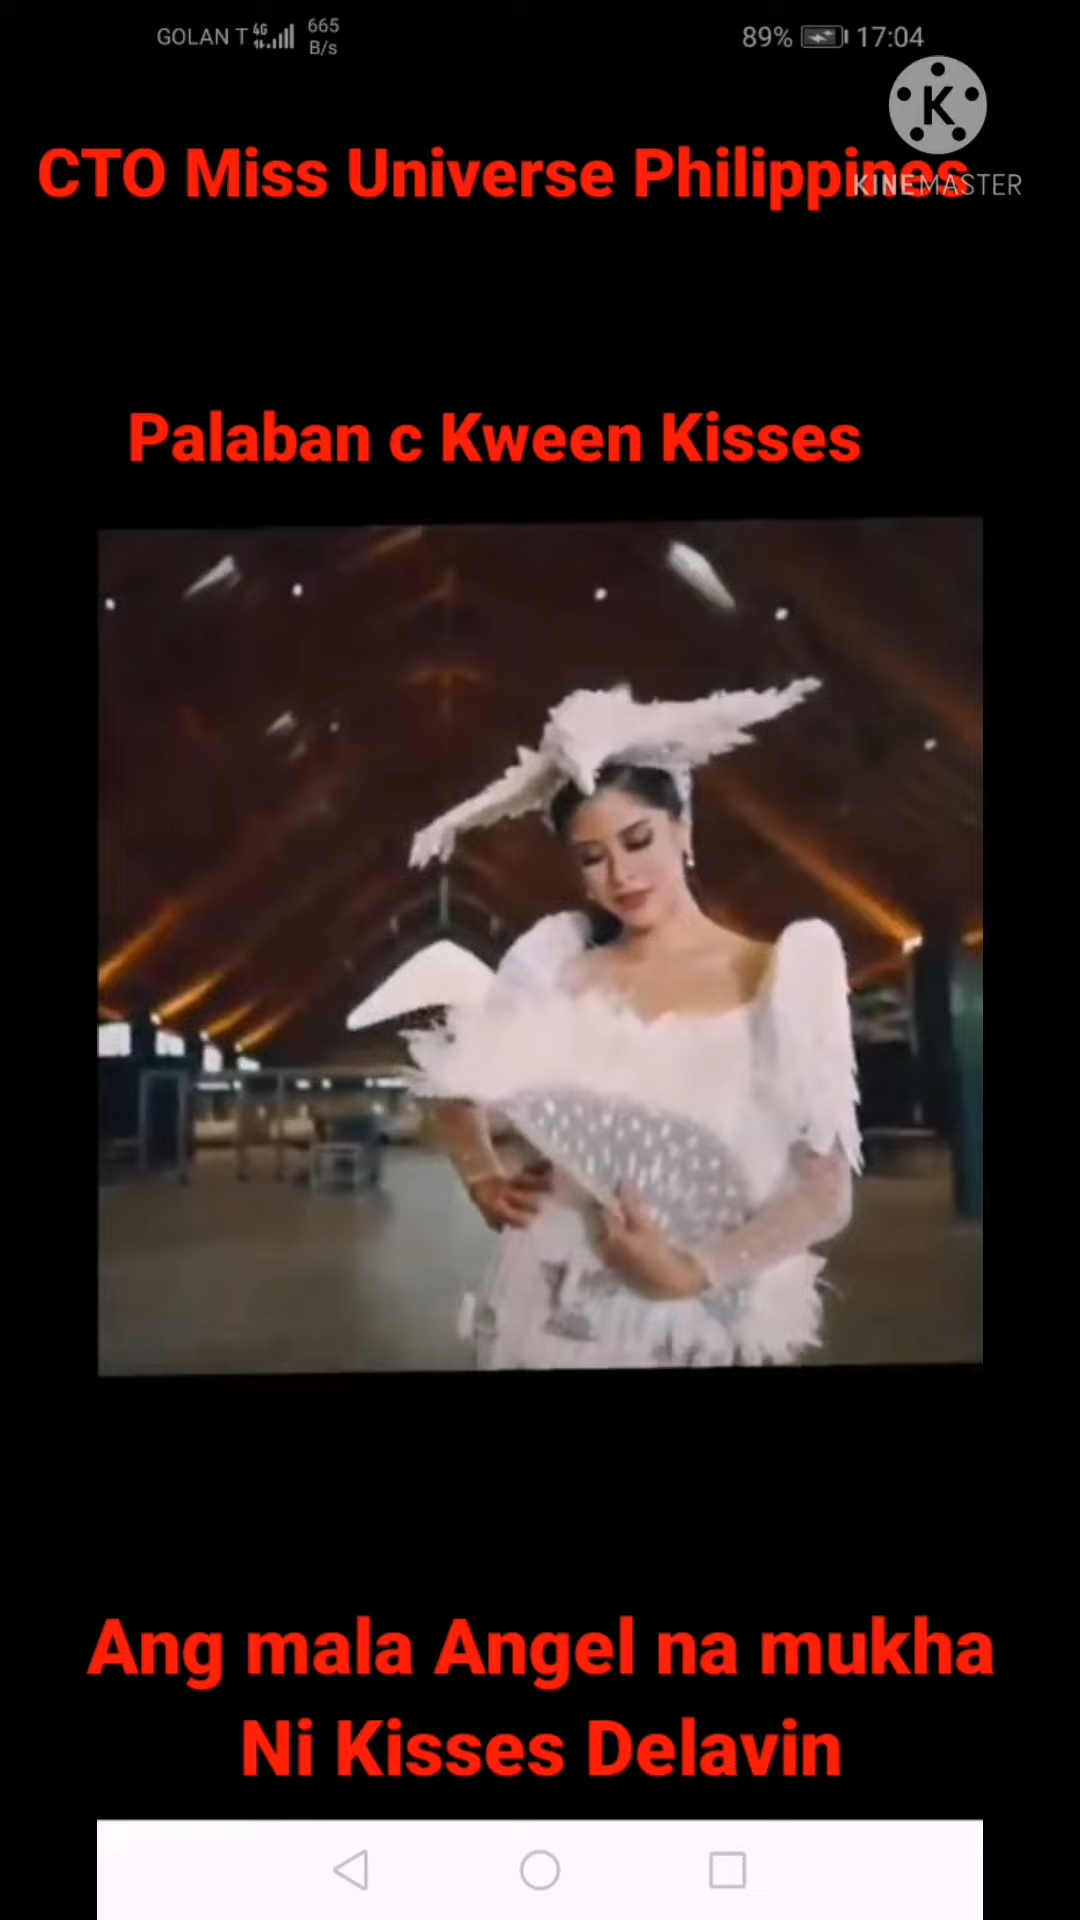 GOLAN T 4G 665 B/s 89% 17:04
K
KINEMASTER
CTO Miss Universe Philippines
Palaban c Kween Kisses
Ang mala Angel na mukha
Ni Kisses Delavin